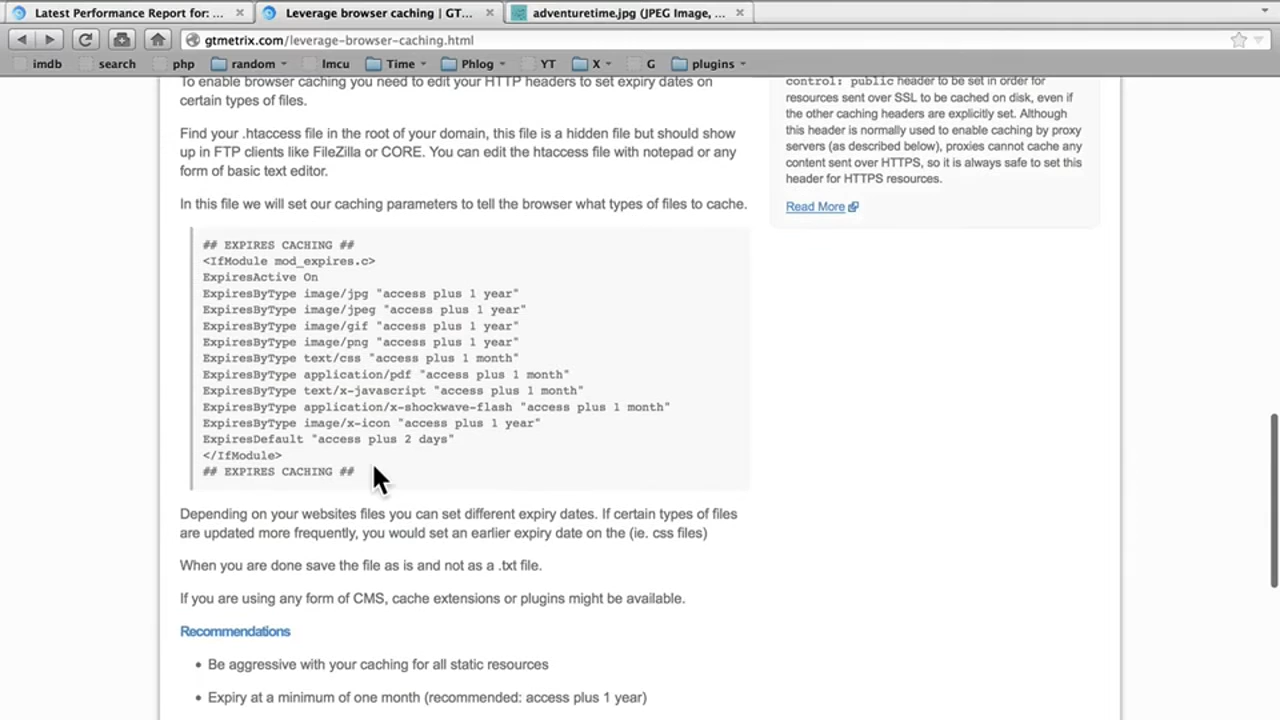 Latest Performance Report for: ...
Leverage browser caching | GT...
adventuretime.jpg (JPEG Image, ...
gtmetrix.com/leverage-browser-caching.html
imdb search php random lmcu Time Phlog YT X G plugins
To enable browser caching you need to edit your HTTP headers to set expiry dates on
certain types of files.
Find your .htaccess file in the root of your domain, this file is a hidden file but should show
up in FTP clients like FileZilla or CORE. You can edit the htaccess file with notepad or any
form of basic text editor.
In this file we will set our caching parameters to tell the browser what types of files to cache.
## EXPIRES CACHING ##
<IfModule mod_expires.c>
ExpiresActive On
ExpiresByType image/jpg "access plus 1 year"
ExpiresByType image/jpeg "access plus 1 year"
ExpiresByType image/gif "access plus 1 year"
ExpiresByType image/png "access plus 1 year"
ExpiresByType text/css "access plus 1 month"
ExpiresByType application/pdf "access plus 1 month"
ExpiresByType text/x-javascript "access plus 1 month"
ExpiresByType application/x-shockwave-flash "access plus 1 month"
ExpiresByType image/x-icon "access plus 1 year"
ExpiresDefault "access plus 2 days"
</IfModule>
## EXPIRES CACHING ##
Depending on your websites files you can set different expiry dates. If certain types of files
are updated more frequently, you would set an earlier expiry date on the (ie. css files)
When you are done save the file as is and not as a .txt file.
If you are using any form of CMS, cache extensions or plugins might be available.
Recommendations
• Be aggressive with your caching for all static resources
• Expiry at a minimum of one month (recommended: access plus 1 year)
control: public header to be set in order for
resources sent over SSL to be cached on disk, even if
the other caching headers are explicitly set. Although
this header is normally used to enable caching by proxy
servers (as described below), proxies cannot cache any
content sent over HTTPS, so it is always safe to set this
header for HTTPS resources.
Read More